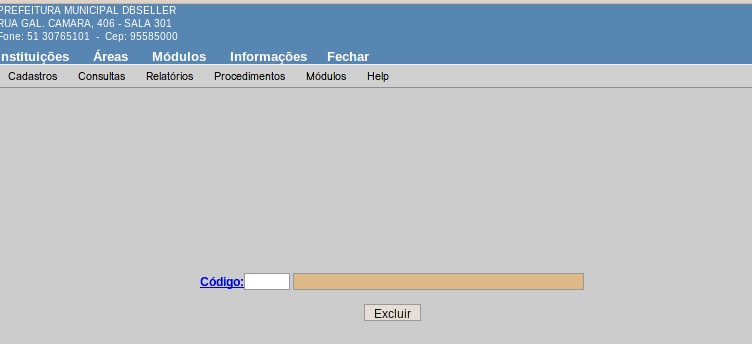 PREFEITURA MUNICIPAL DBSELLER
RUA GAL. CAMARA, 406 - SALA 301
Fone: 51 30765101 - Cep: 95585000
nstituições Áreas Módulos Informações Fechar
Cadastros Consultas Relatórios Procedimentos Módulos Help
Código:
Excluir